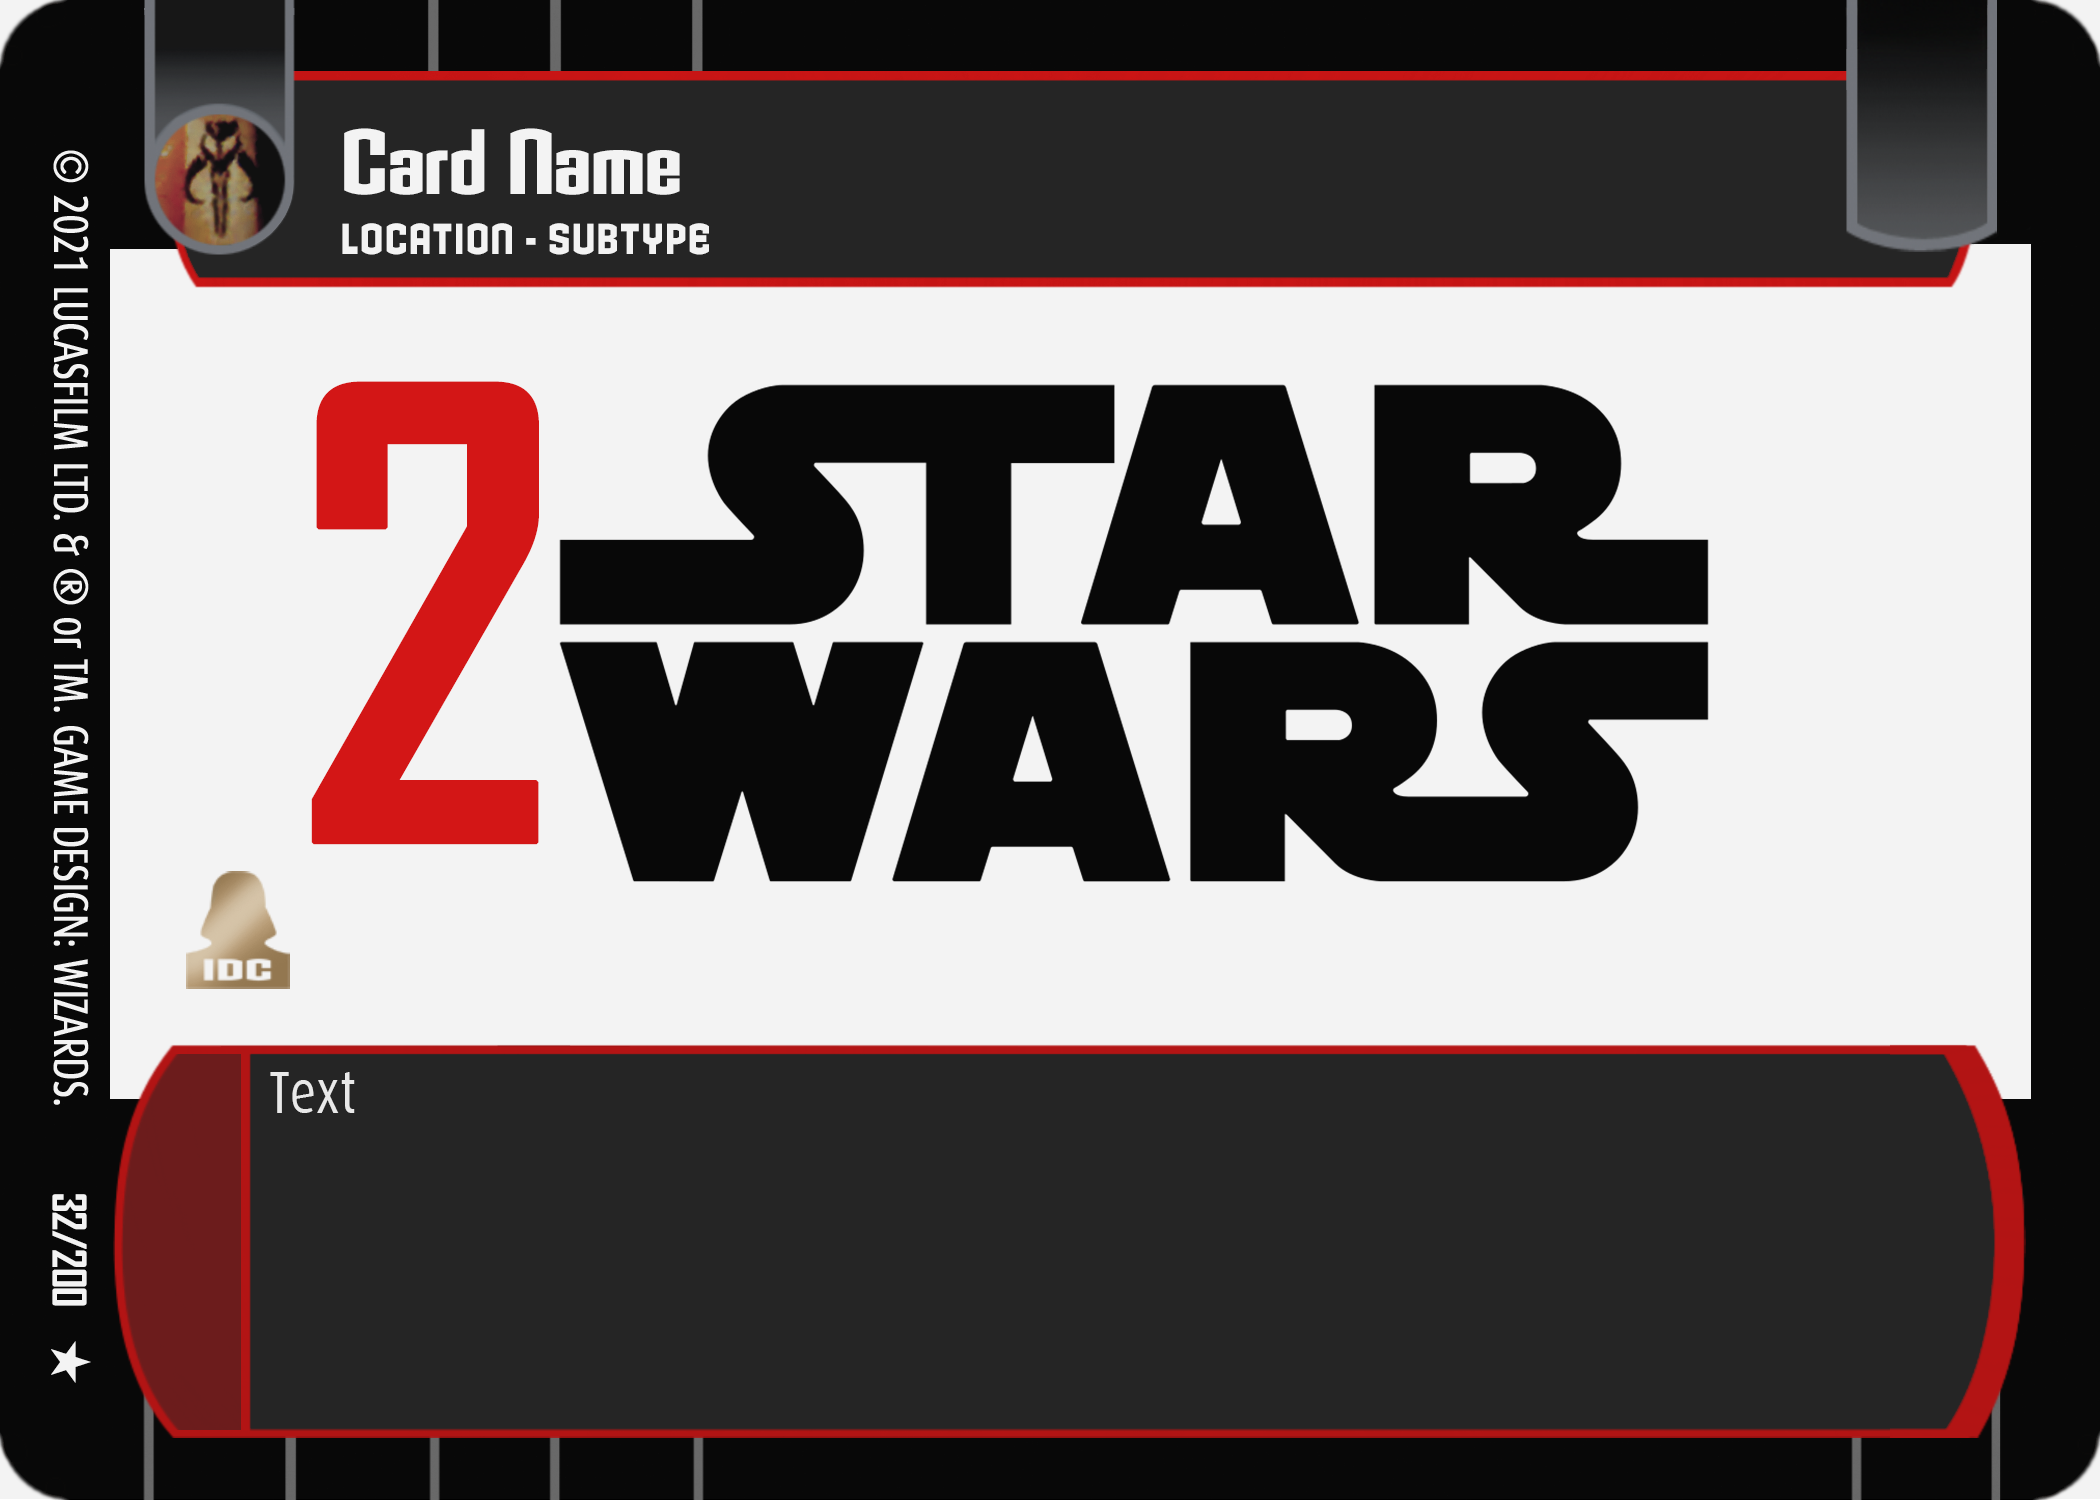 Card Name
LOCATION - SUBTYPE
2
STAR
WARS
IDC
Text
© 2021 LUCASFILM LTD. & ® or TM. GAME DESIGN: WIZARDS.
32/200 ★